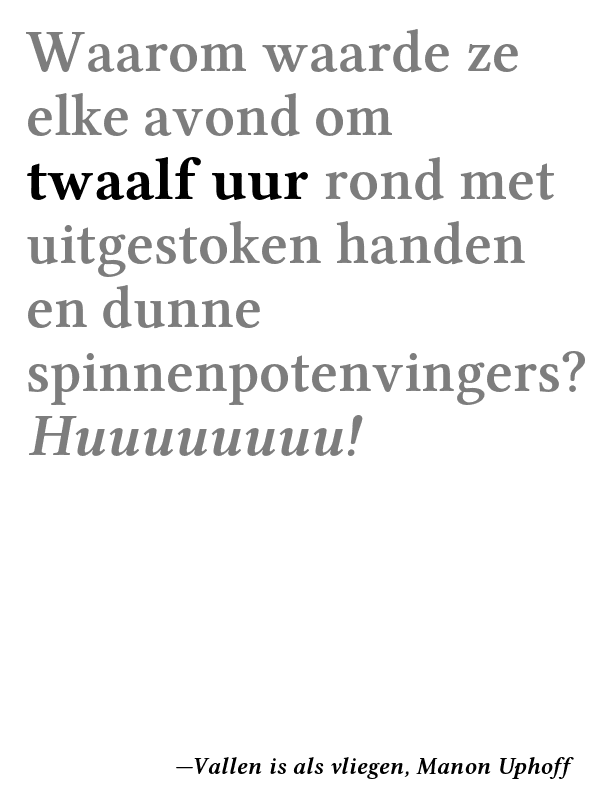 Waarom waarde ze
elke avond om
twaalf uur rond met
uitgestoken handen
en dunne
spinnenpotenvingers?
Huuuuuuuu!
—Vallen is als vliegen, Manon Uphoff